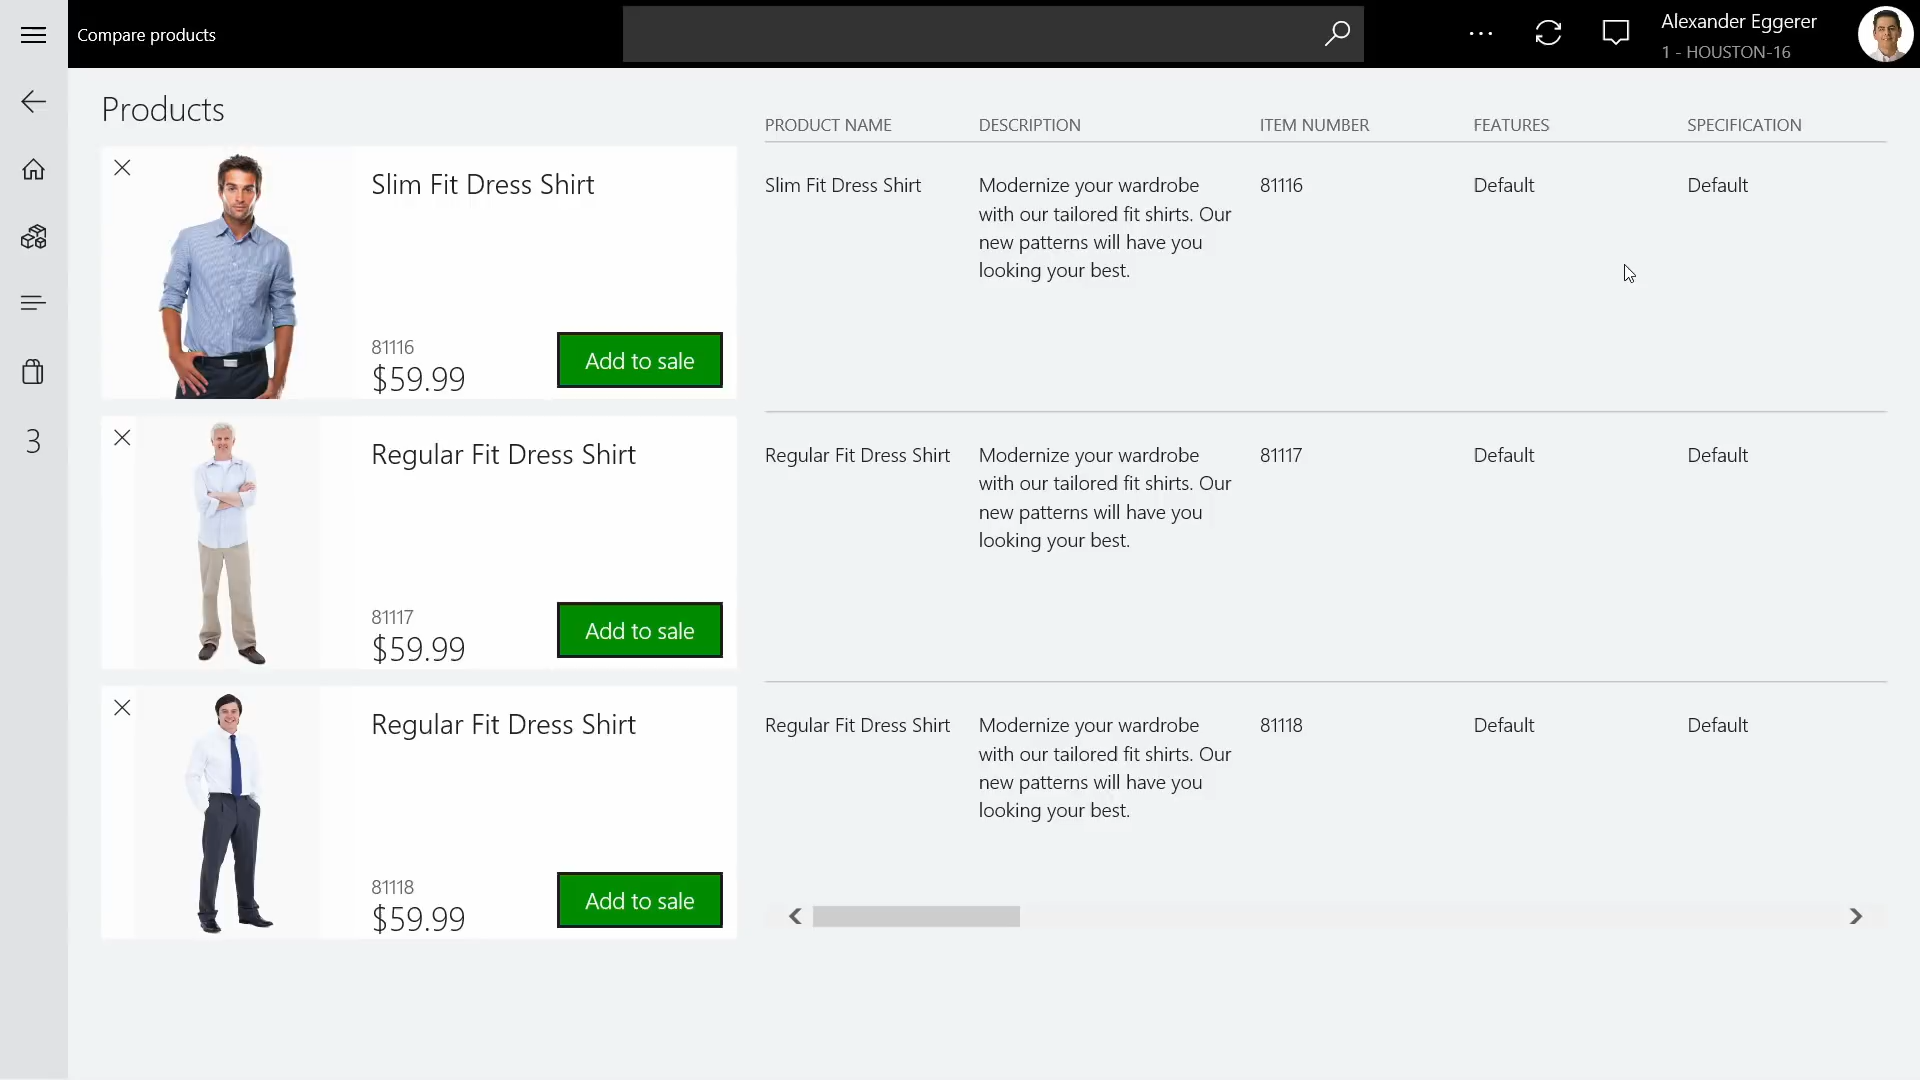 Compare products
Alexander Eggerer
1 - HOUSTON-16
3
Products
PRODUCT NAME DESCRIPTION ITEM NUMBER FEATURES SPECIFICATION
Slim Fit Dress Shirt
81116
$59.99
Add to sale
Slim Fit Dress Shirt Modernize your wardrobe 81116 Default Default
with our tailored fit shirts. Our
new patterns will have you
looking your best.
Regular Fit Dress Shirt
81117
$59.99
Add to sale
Regular Fit Dress Shirt Modernize your wardrobe 81117 Default Default
with our tailored fit shirts. Our
new patterns will have you
looking your best.
Regular Fit Dress Shirt
81118
$59.99
Add to sale
Regular Fit Dress Shirt Modernize your wardrobe 81118 Default Default
with our tailored fit shirts. Our
new patterns will have you
looking your best.